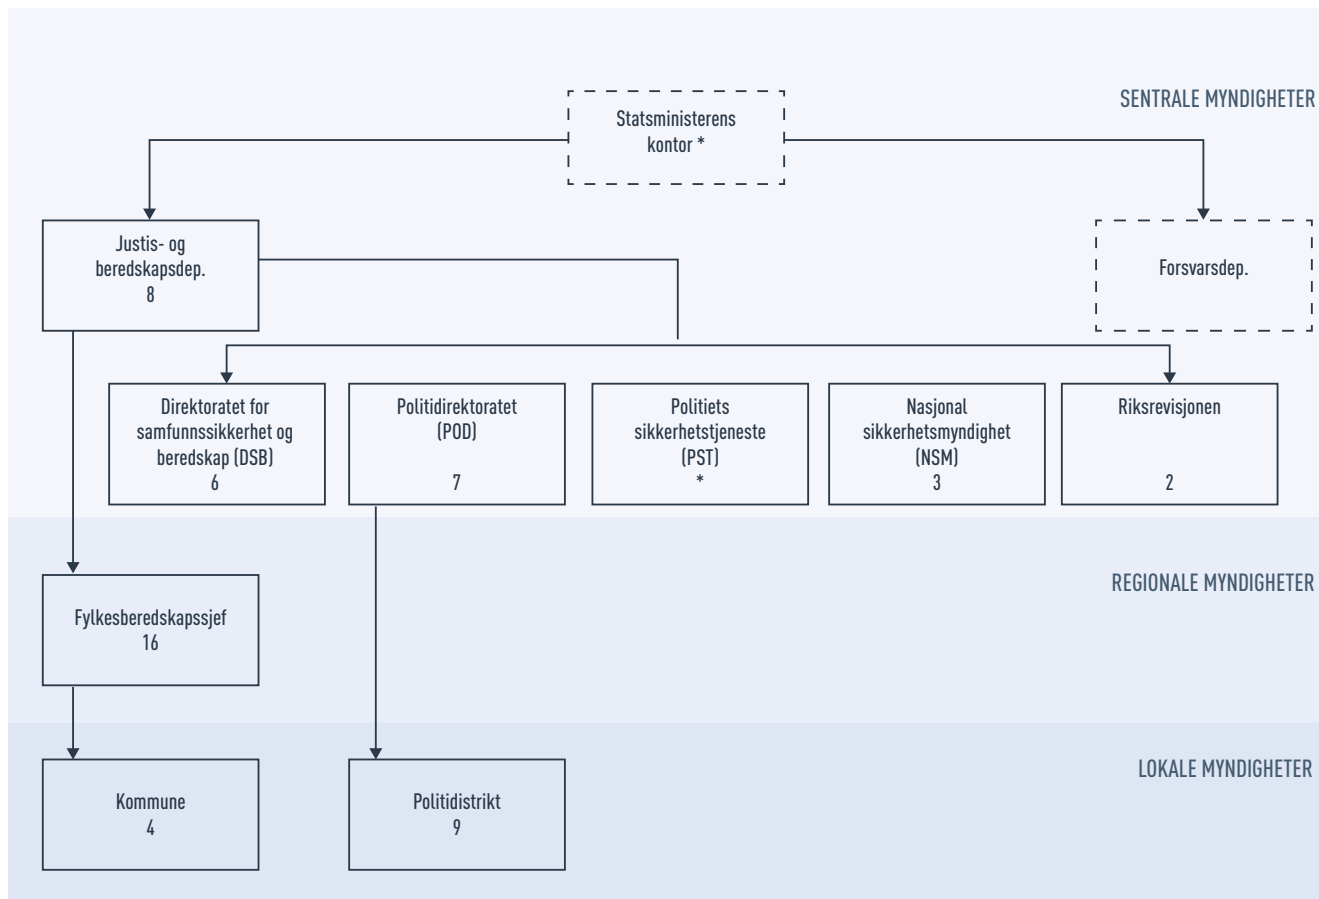 SENTRALE MYNDIGHETER
Statsministerens
kontor *
Justis- og
beredskapsdep.
8
Forsvarsdep.
Direktoratet for
samfunnssikkerhet og
beredskap (DSB)
6
Politidirektoratet
(POD)
7
Politiets
sikkerhetstjeneste
(PST)
*
Nasjonal
sikkerhetsmyndighet
(NSM)
3
Riksrevisjonen
2
REGIONALE MYNDIGHETER
Fylkesberedskapssjef
16
LOKALE MYNDIGHETER
Kommune
4
Politidistrikt
9